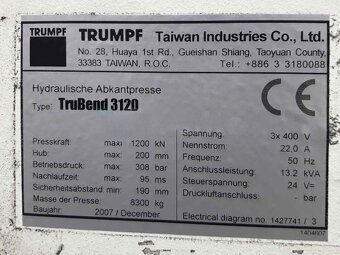 TRUMPF
TRUMPF Taiwan Industries Co., Ltd.
No. 28, Huaya 1st Rd., Gueishan Shiang, Taoyuan County,
33383 TAIWAN, R.O.C. Tel.: +886 3 3180088
Hydraulische Abkantpresse
Type: TruBend 3120
CE
Presskraft: max: 1200 kN
Hub: max: 200 mm
Betriebsdruck: max: 308 bar
Nachlaufzeit: max: 95 ms
Sicherheitsabstand: min: 190 mm
Masse der Presse: 8300 kg
Baujahr 2007 / December
Spannung: 3x 400 V
Nennstrom: 22,0 A
Frequency: 50 Hz
Anschlussleistung: 13.2 kVA
Steuerspannung: 24 V=
Druckluftanschluss: - bar
Electrical diagram no.: 1427741 / 3
1404607